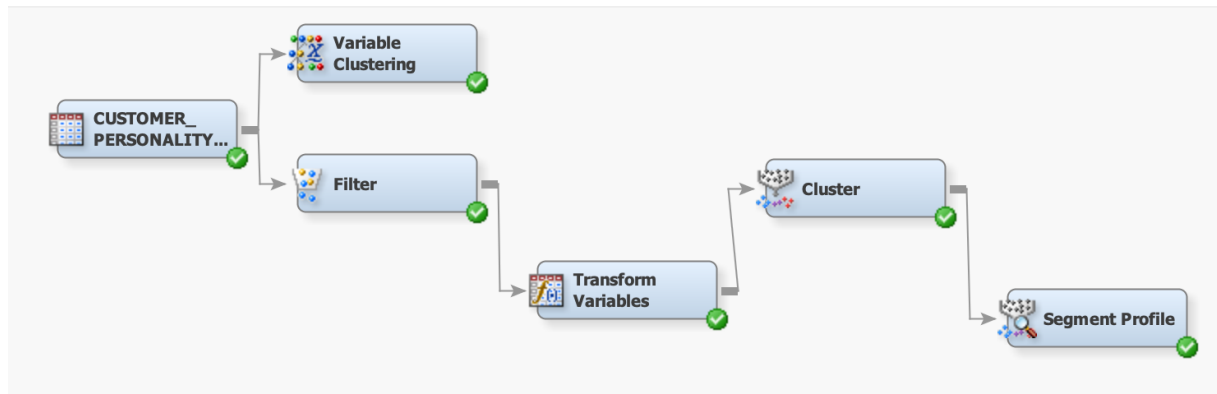 Variable
Clustering
CUSTOMER_
PERSONALITY...
Filter
Cluster
Transform
Variables
Segment Profile